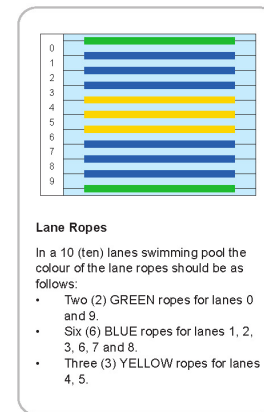 0
1
2
3
4
5
6
7
8
9
Lane Ropes
In a 10 (ten) lanes swimming pool the
colour of the lane ropes should be as
follows:
• Two (2) GREEN ropes for lanes 0
and 9.
• Six (6) BLUE ropes for lanes 1, 2,
3, 6, 7 and 8.
• Three (3) YELLOW ropes for lanes
4, 5.